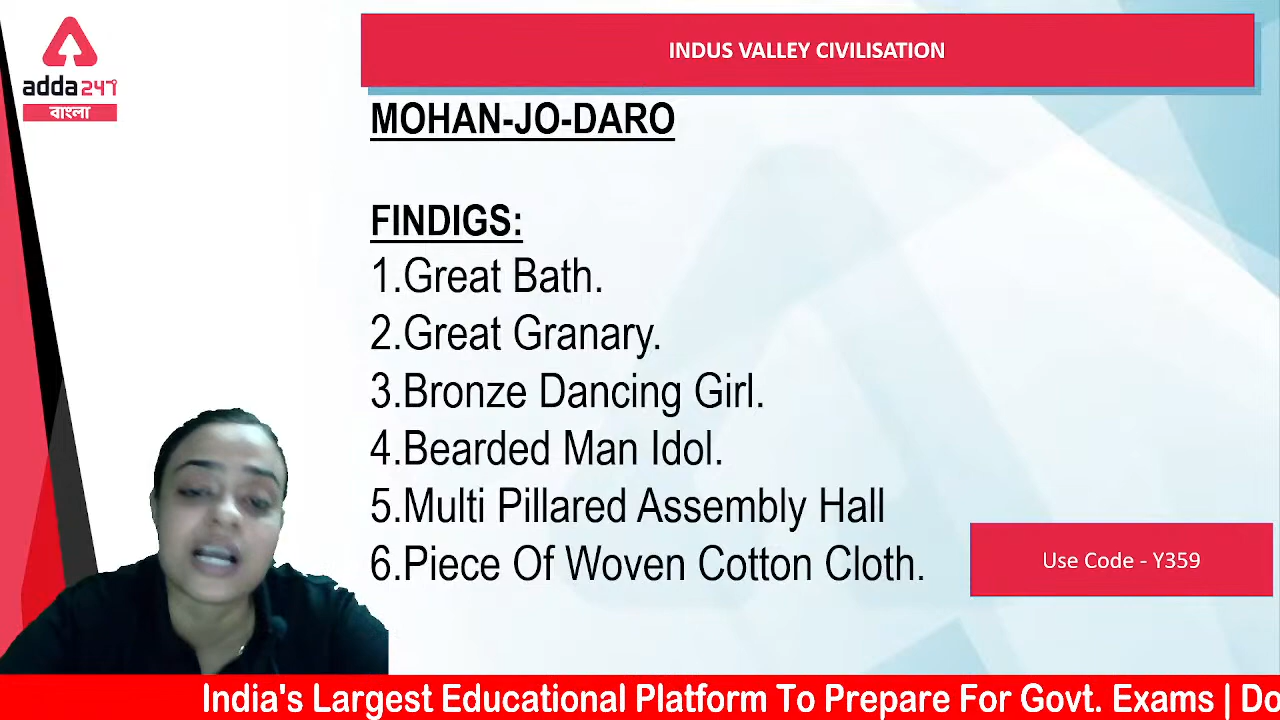 adda247
বাংলা
INDUS VALLEY CIVILISATION
MOHAN-JO-DARO
FINDIGS:
1.Great Bath.
2.Great Granary.
3.Bronze Dancing Girl.
4.Bearded Man Idol.
5.Multi Pillared Assembly Hall
6.Piece Of Woven Cotton Cloth.
Use Code - Y359
India's Largest Educational Platform To Prepare For Govt. Exams | Do